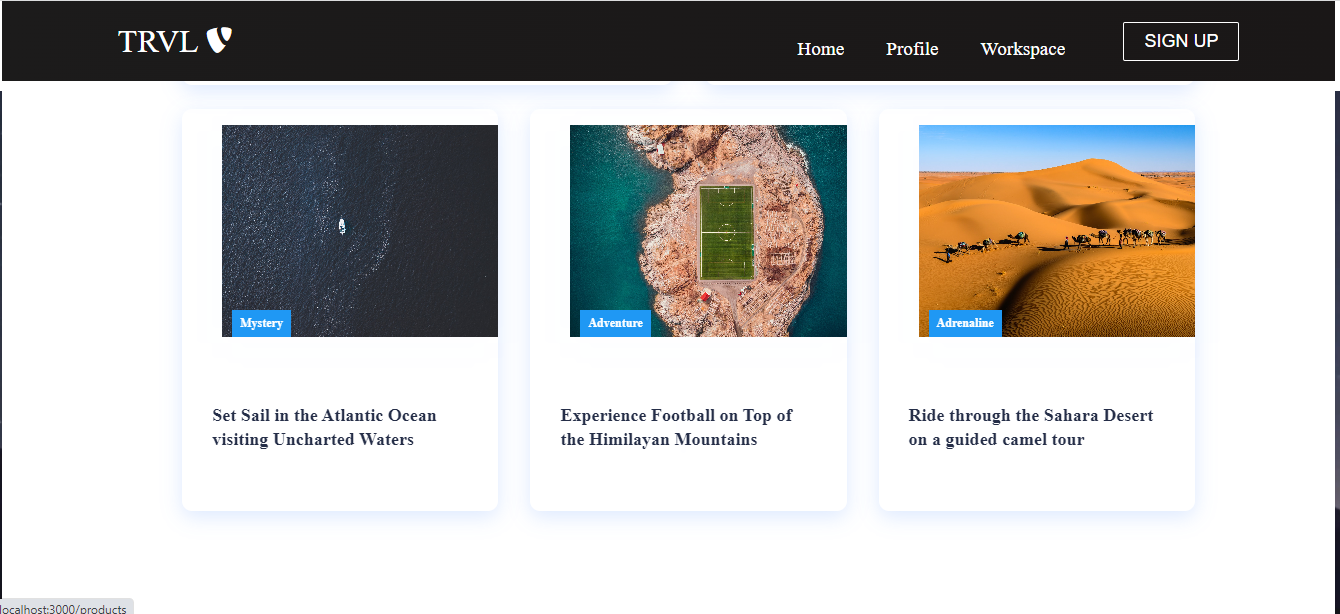 TRVL
Home Profile Workspace SIGN UP
Mystery
Adventure
Adrenaline
Set Sail in the Atlantic Ocean
visiting Uncharted Waters
Experience Football on Top of
the Himilayan Mountains
Ride through the Sahara Desert
on a guided camel tour
localhost:3000/products